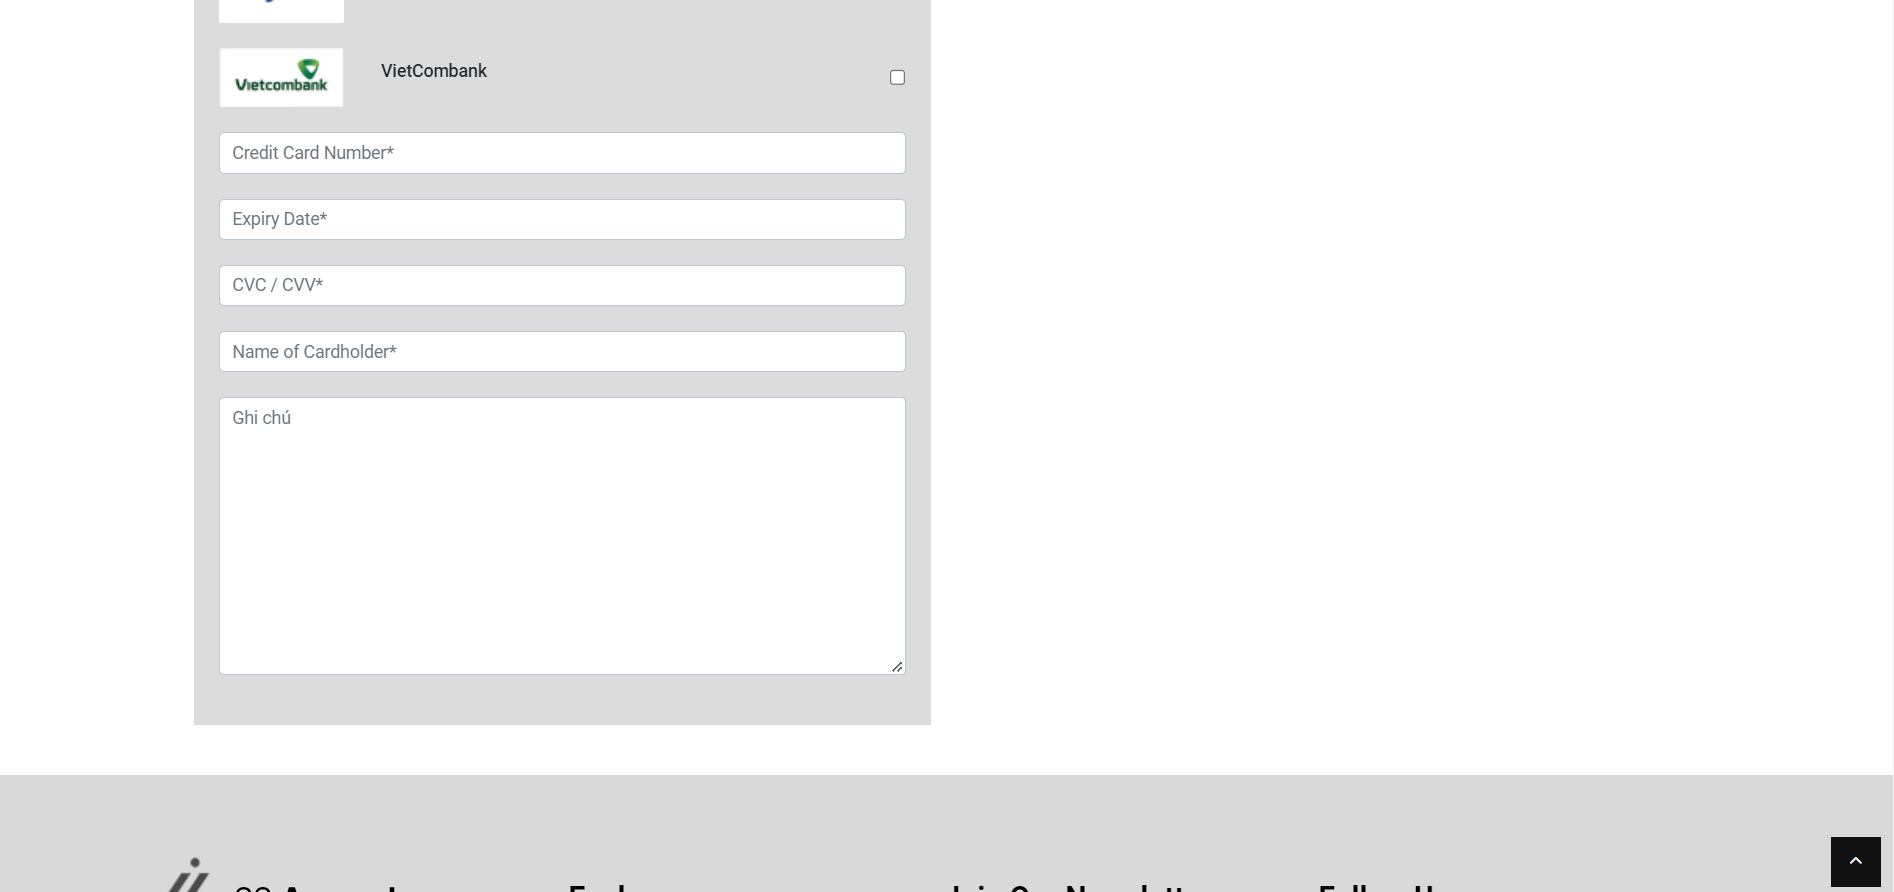 Vietcombank
VietCombank
Credit Card Number*
Expiry Date*
CVC / CVV*
Name of Cardholder*
Ghi chú